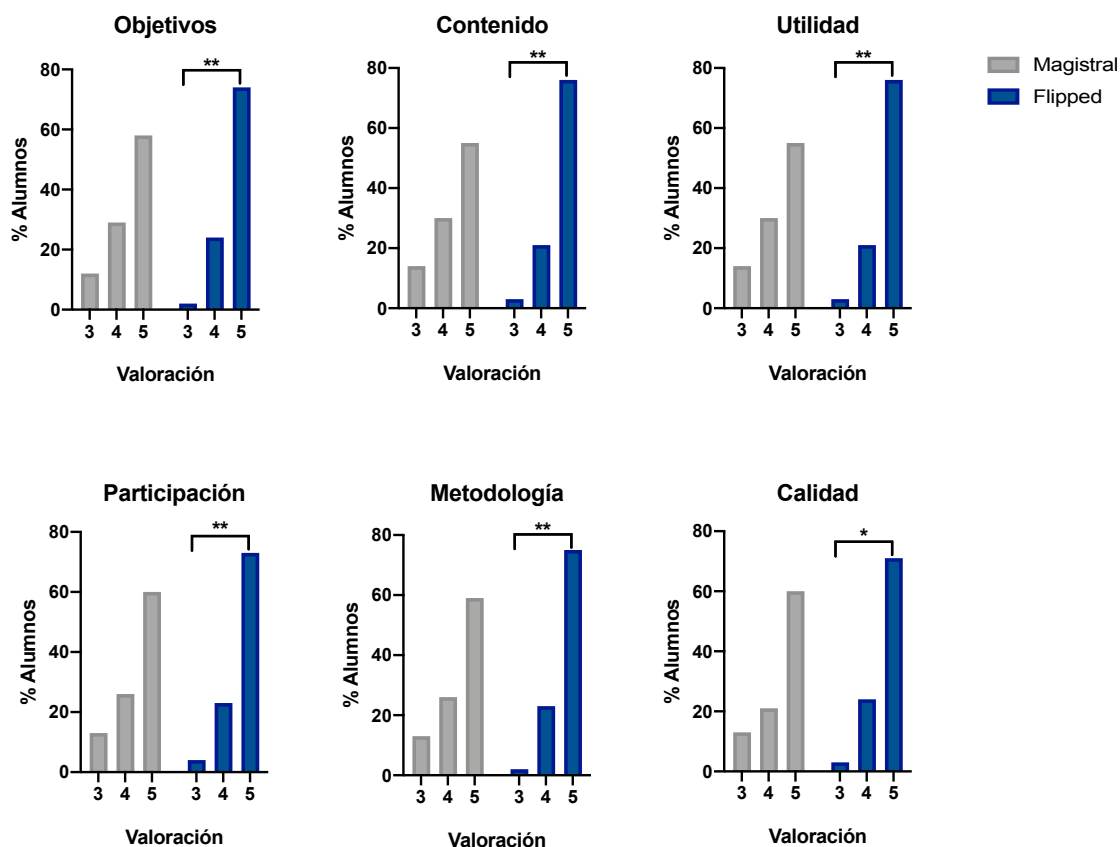 Objetivos
**
80
60
40
20
0
% Alumnos
3 4 5 3 4 5
Valoración
Contenido
**
80
60
40
20
0
% Alumnos
3 4 5 3 4 5
Valoración
Utilidad
**
80
60
40
20
0
% Alumnos
3 4 5 3 4 5
Valoración
Magistral
Flipped
Participación
**
80
60
40
20
0
% Alumnos
3 4 5 3 4 5
Valoración
Metodología
**
80
60
40
20
0
% Alumnos
3 4 5 3 4 5
Valoración
Calidad
*
80
60
40
20
0
% Alumnos
3 4 5 3 4 5
Valoración